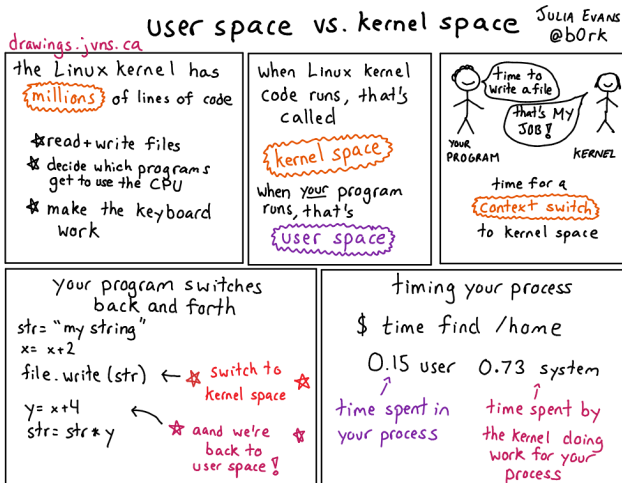 user space vs. kernel space
JULIA EVANS
@b0rk
drawings.jvns.ca
the Linux kernel has
millions of lines of code
read + write files
decide which programs
get to use the CPU
make the keyboard
work
when Linux kernel
code runs, that's
called
kernel space
when your program
runs, that's
user space
time to
write a file
that's MY
JOB!
YOUR
PROGRAM
KERNEL
time for a
context switch
to kernel space
your program switches
back and forth
str= "my string"
x= x+2
file.write (str)
switch to
kernel space
y= x+4
str= str * y
aand we're
back to
user space!
timing your process
$ time find /home
0.15 user 0.73 system
time spent in
your process
time spent by
the kernel doing
work for your
process